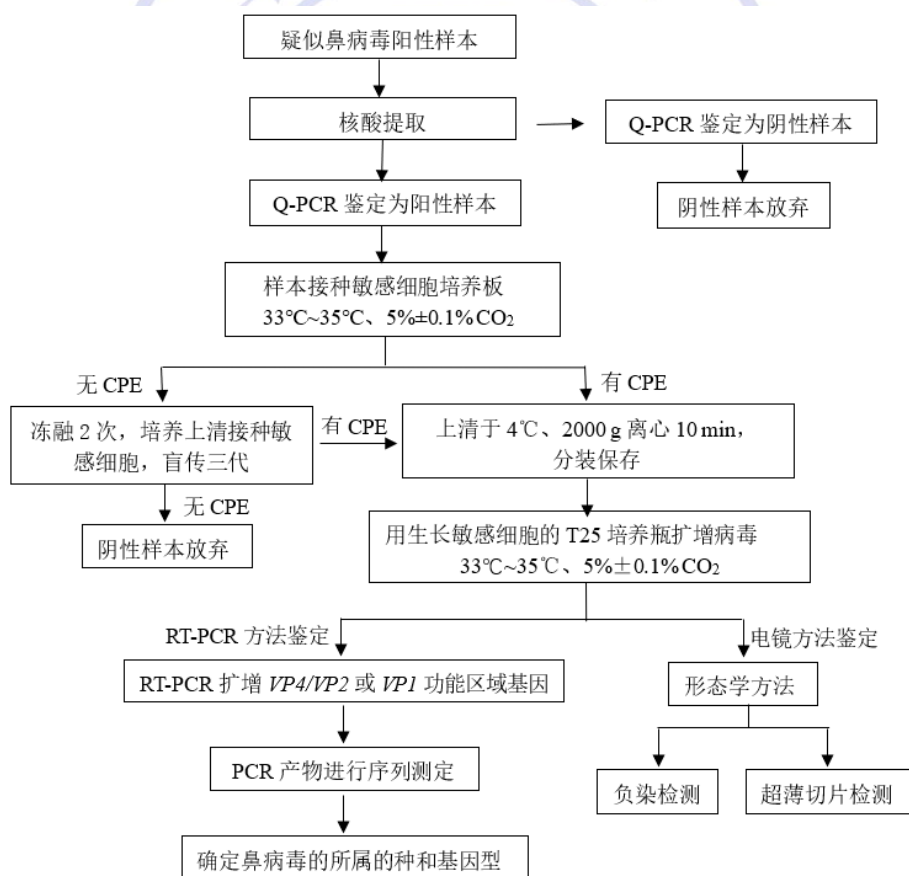 疑似鼻病毒阳性样本
核酸提取
Q-PCR 鉴定为阴性样本
Q-PCR 鉴定为阳性样本
阴性样本放弃
样本接种敏感细胞培养板
33℃~35℃、5%±0.1%CO₂
无 CPE
有 CPE
冻融 2 次，培养上清接种敏
感细胞，盲传三代
有 CPE
上清于 4℃、2000 g 离心 10 min，
分装保存
无 CPE
阴性样本放弃
用生长敏感细胞的 T25 培养瓶扩增病毒
33℃~35℃、5%±0.1%CO₂
RT-PCR 方法鉴定
电镜方法鉴定
RT-PCR 扩增 VP4/VP2 或 VP1 功能区域基因
形态学方法
PCR 产物进行序列测定
负染检测
超薄切片检测
确定鼻病毒的所属的种和基因型